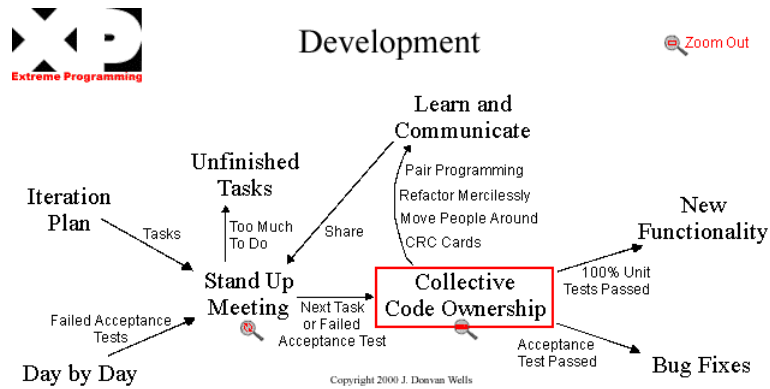 XP
Extreme Programming
Development
Zoom Out
Learn and
Communicate
Unfinished
Tasks
Pair Programming
Refactor Mercilessly
Move People Around
CRC Cards
Iteration
Plan
Tasks
Too Much
To Do
Share
New
Functionality
Stand Up
Meeting
Next Task
or Failed
Acceptance Test
Collective
Code Ownership
100% Unit
Tests Passed
Failed Acceptance
Tests
Acceptance
Test Passed
Day by Day
Bug Fixes
Copyright 2000 J. Donvan Wells